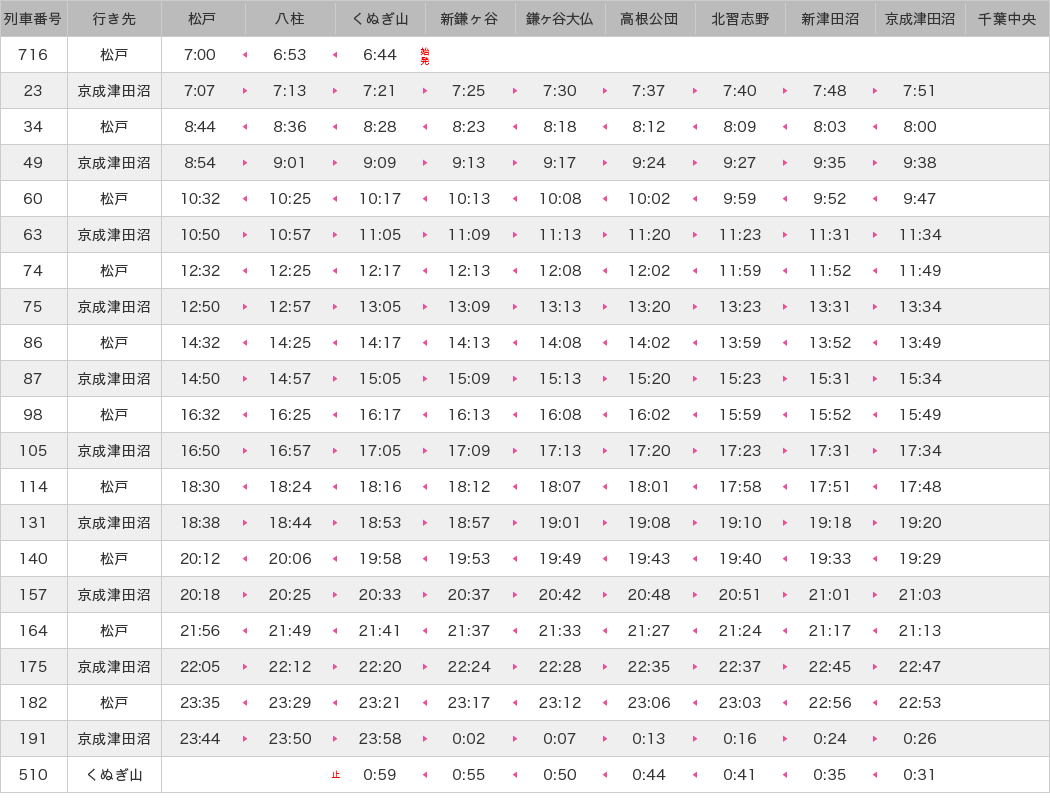 列車番号 行き先 松戸 八柱 くぬぎ山 新鎌ヶ谷 鎌ヶ谷大仏 高根公団 北習志野 新津田沼 京成津田沼 千葉中央
716 松戸 7:00 6:53 6:44 始発
23 京成津田沼 7:07 7:13 7:21 7:25 7:30 7:37 7:40 7:48 7:51
34 松戸 8:44 8:36 8:28 8:23 8:18 8:12 8:09 8:03 8:00
49 京成津田沼 8:54 9:01 9:09 9:13 9:17 9:24 9:27 9:35 9:38
60 松戸 10:32 10:25 10:17 10:13 10:08 10:02 9:59 9:52 9:47
63 京成津田沼 10:50 10:57 11:05 11:09 11:13 11:20 11:23 11:31 11:34
74 松戸 12:32 12:25 12:17 12:13 12:08 12:02 11:59 11:52 11:49
75 京成津田沼 12:50 12:57 13:05 13:09 13:13 13:20 13:23 13:31 13:34
86 松戸 14:32 14:25 14:17 14:13 14:08 14:02 13:59 13:52 13:49
87 京成津田沼 14:50 14:57 15:05 15:09 15:13 15:20 15:23 15:31 15:34
98 松戸 16:32 16:25 16:17 16:13 16:08 16:02 15:59 15:52 15:49
105 京成津田沼 16:50 16:57 17:05 17:09 17:13 17:20 17:23 17:31 17:34
114 松戸 18:30 18:24 18:16 18:12 18:07 18:01 17:58 17:51 17:48
131 京成津田沼 18:38 18:44 18:53 18:57 19:01 19:08 19:10 19:18 19:20
140 松戸 20:12 20:06 19:58 19:53 19:49 19:43 19:40 19:33 19:29
157 京成津田沼 20:18 20:25 20:33 20:37 20:42 20:48 20:51 21:01 21:03
164 松戸 21:56 21:49 21:41 21:37 21:33 21:27 21:24 21:17 21:13
175 京成津田沼 22:05 22:12 22:20 22:24 22:28 22:35 22:37 22:45 22:47
182 松戸 23:35 23:29 23:21 23:17 23:12 23:06 23:03 22:56 22:53
191 京成津田沼 23:44 23:50 23:58 0:02 0:07 0:13 0:16 0:24 0:26
510 くぬぎ山 止 0:59 0:55 0:50 0:44 0:41 0:35 0:31